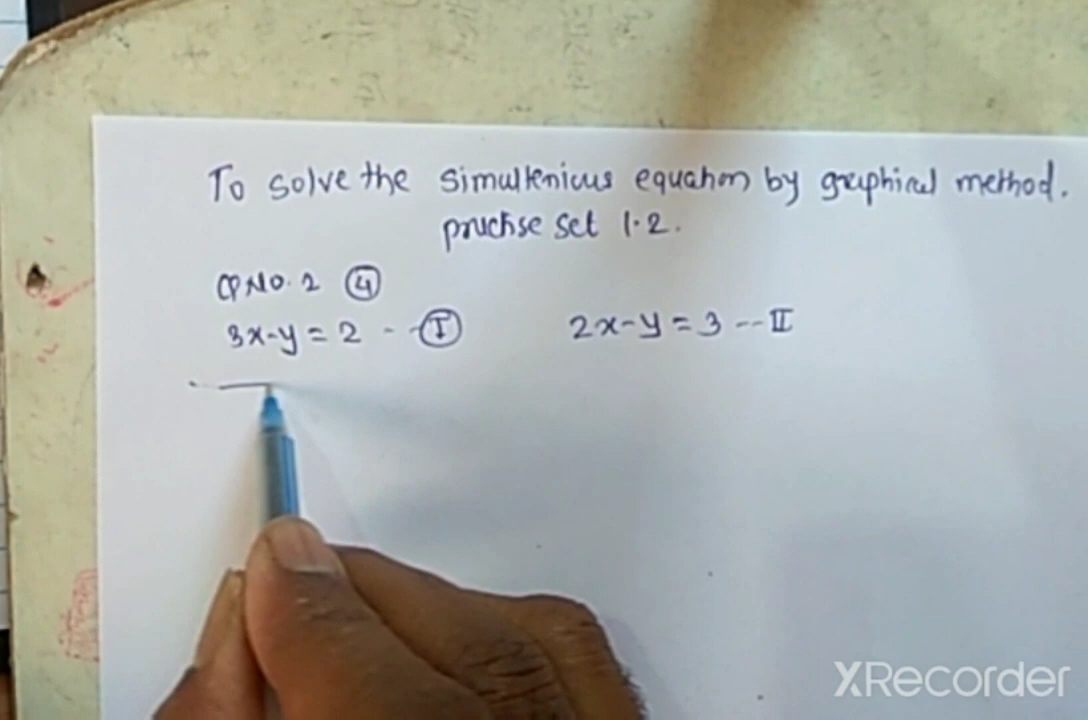 To solve the simultenious equation by graphical method.
practise set 1.2.
Q NO. 2 ④
3x-y = 2 -- Ⓘ 2x-y = 3 -- II
XRecorder